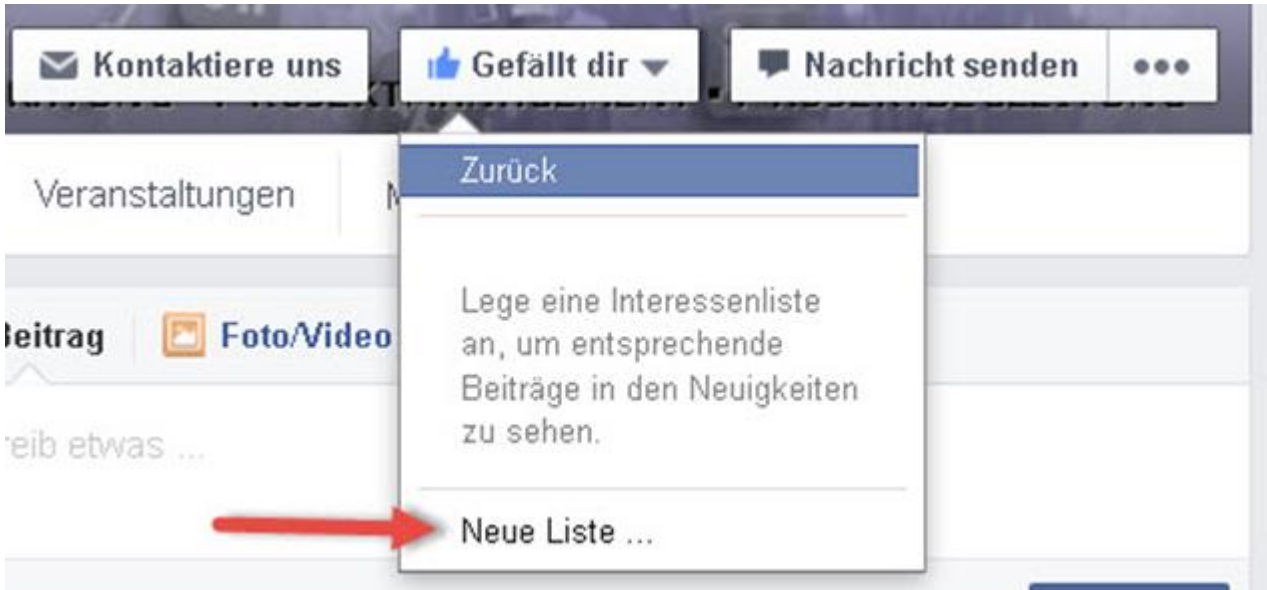 Kontaktiere uns Gefällt dir Nachricht senden
Zurück
Veranstaltungen
Lege eine Interessenliste
an, um entsprechende
Beiträge in den Neuigkeiten
zu sehen.
Foto/Video
etwas ...
Neue Liste ...